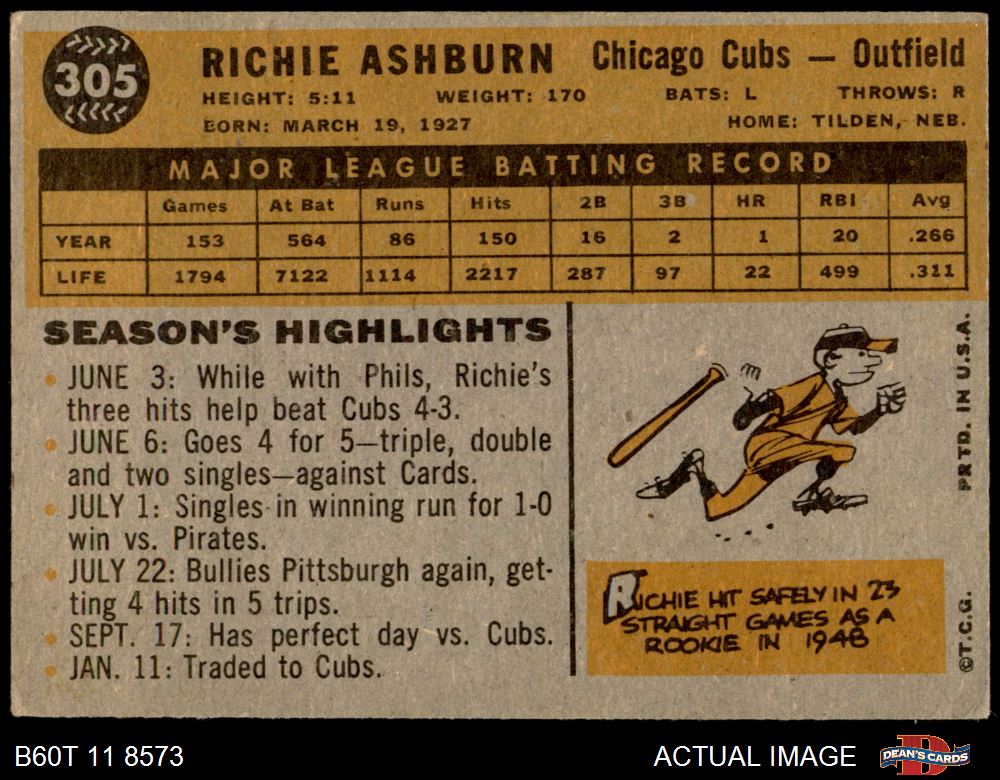 305
RICHIE ASHBURN Chicago Cubs — Outfield
HEIGHT: 5:11 WEIGHT: 170 BATS: L THROWS: R
BORN: MARCH 19, 1927 HOME: TILDEN, NEB.
MAJOR LEAGUE BATTING RECORD
Games At Bat Runs Hits 2B 3B HR RBI Avg
YEAR 153 564 86 150 16 2 1 20 .266
LIFE 1794 7122 1114 2217 287 97 22 499 .311
SEASON'S HIGHLIGHTS
JUNE 3: While with Phils, Richie's
three hits help beat Cubs 4-3.
JUNE 6: Goes 4 for 5—triple, double
and two singles—against Cards.
JULY 1: Singles in winning run for 1-0
win vs. Pirates.
JULY 22: Bullies Pittsburgh again, get-
ting 4 hits in 5 trips.
SEPT. 17: Has perfect day vs. Cubs.
JAN. 11: Traded to Cubs.
RICHIE HIT SAFELY IN 23
STRAIGHT GAMES AS A
ROOKIE IN 1948
©T.C.G. PRTD. IN U.S.A.
B60T 11 8573 ACTUAL IMAGE DEAN'S CARDS